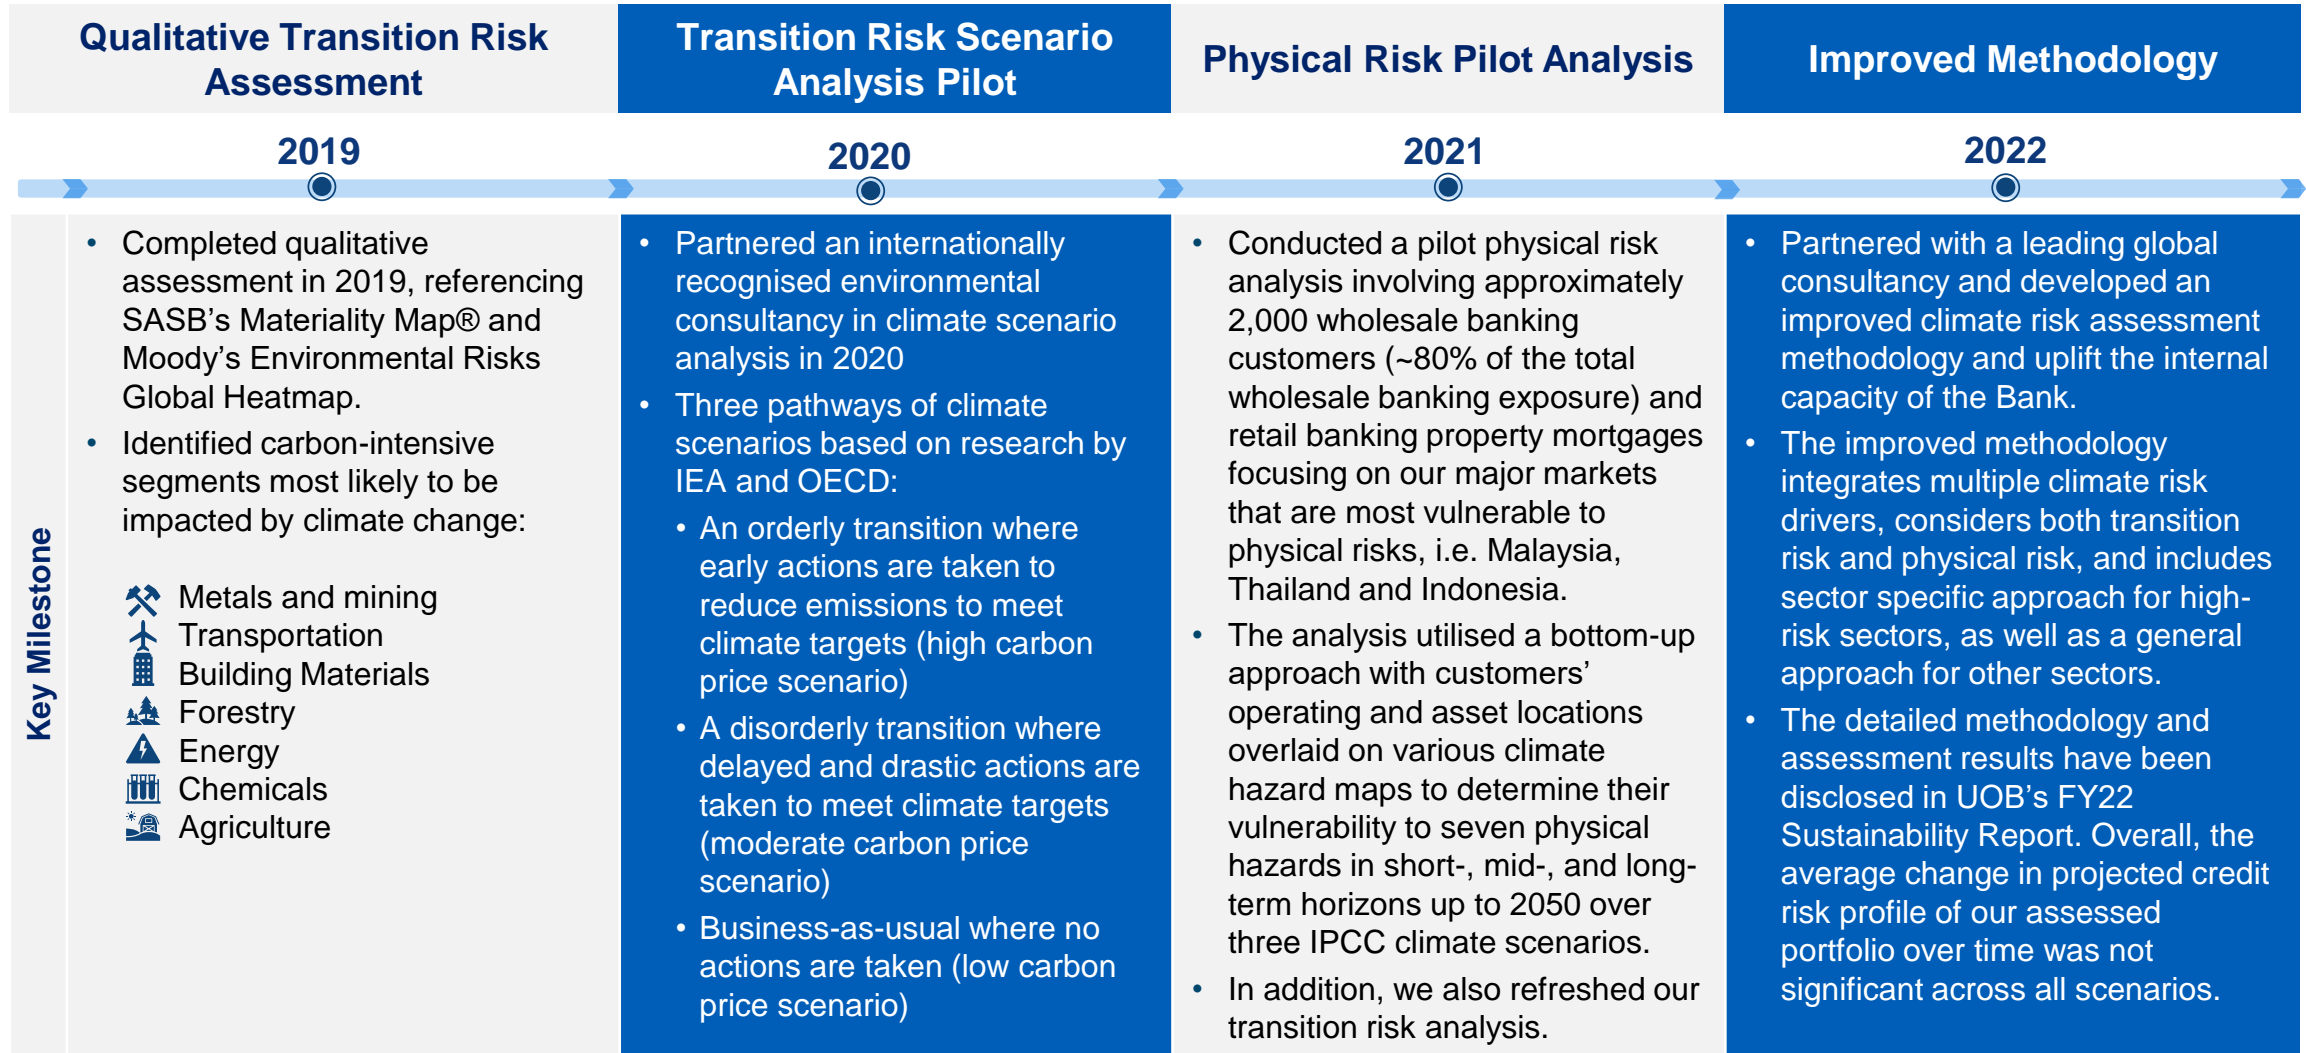 Qualitative Transition Risk
Assessment
Transition Risk Scenario
Analysis Pilot
Physical Risk Pilot Analysis
Improved Methodology
2019
2020
2021
2022
Key Milestone
• Completed qualitative
assessment in 2019, referencing
SASB’s Materiality Map® and
Moody’s Environmental Risks
Global Heatmap.
• Identified carbon-intensive
segments most likely to be
impacted by climate change:
Metals and mining
Transportation
Building Materials
Forestry
Energy
Chemicals
Agriculture
• Partnered an internationally
recognised environmental
consultancy in climate scenario
analysis in 2020
• Three pathways of climate
scenarios based on research by
IEA and OECD:
• An orderly transition where
early actions are taken to
reduce emissions to meet
climate targets (high carbon
price scenario)
• A disorderly transition where
delayed and drastic actions are
taken to meet climate targets
(moderate carbon price
scenario)
• Business-as-usual where no
actions are taken (low carbon
price scenario)
• Conducted a pilot physical risk
analysis involving approximately
2,000 wholesale banking
customers (~80% of the total
wholesale banking exposure) and
retail banking property mortgages
focusing on our major markets
that are most vulnerable to
physical risks, i.e. Malaysia,
Thailand and Indonesia.
• The analysis utilised a bottom-up
approach with customers’
operating and asset locations
overlaid on various climate
hazard maps to determine their
vulnerability to seven physical
hazards in short-, mid-, and long-
term horizons up to 2050 over
three IPCC climate scenarios.
• In addition, we also refreshed our
transition risk analysis.
• Partnered with a leading global
consultancy and developed an
improved climate risk assessment
methodology and uplift the internal
capacity of the Bank.
• The improved methodology
integrates multiple climate risk
drivers, considers both transition
risk and physical risk, and includes
sector specific approach for high-
risk sectors, as well as a general
approach for other sectors.
• The detailed methodology and
assessment results have been
disclosed in UOB’s FY22
Sustainability Report. Overall, the
average change in projected credit
risk profile of our assessed
portfolio over time was not
significant across all scenarios.